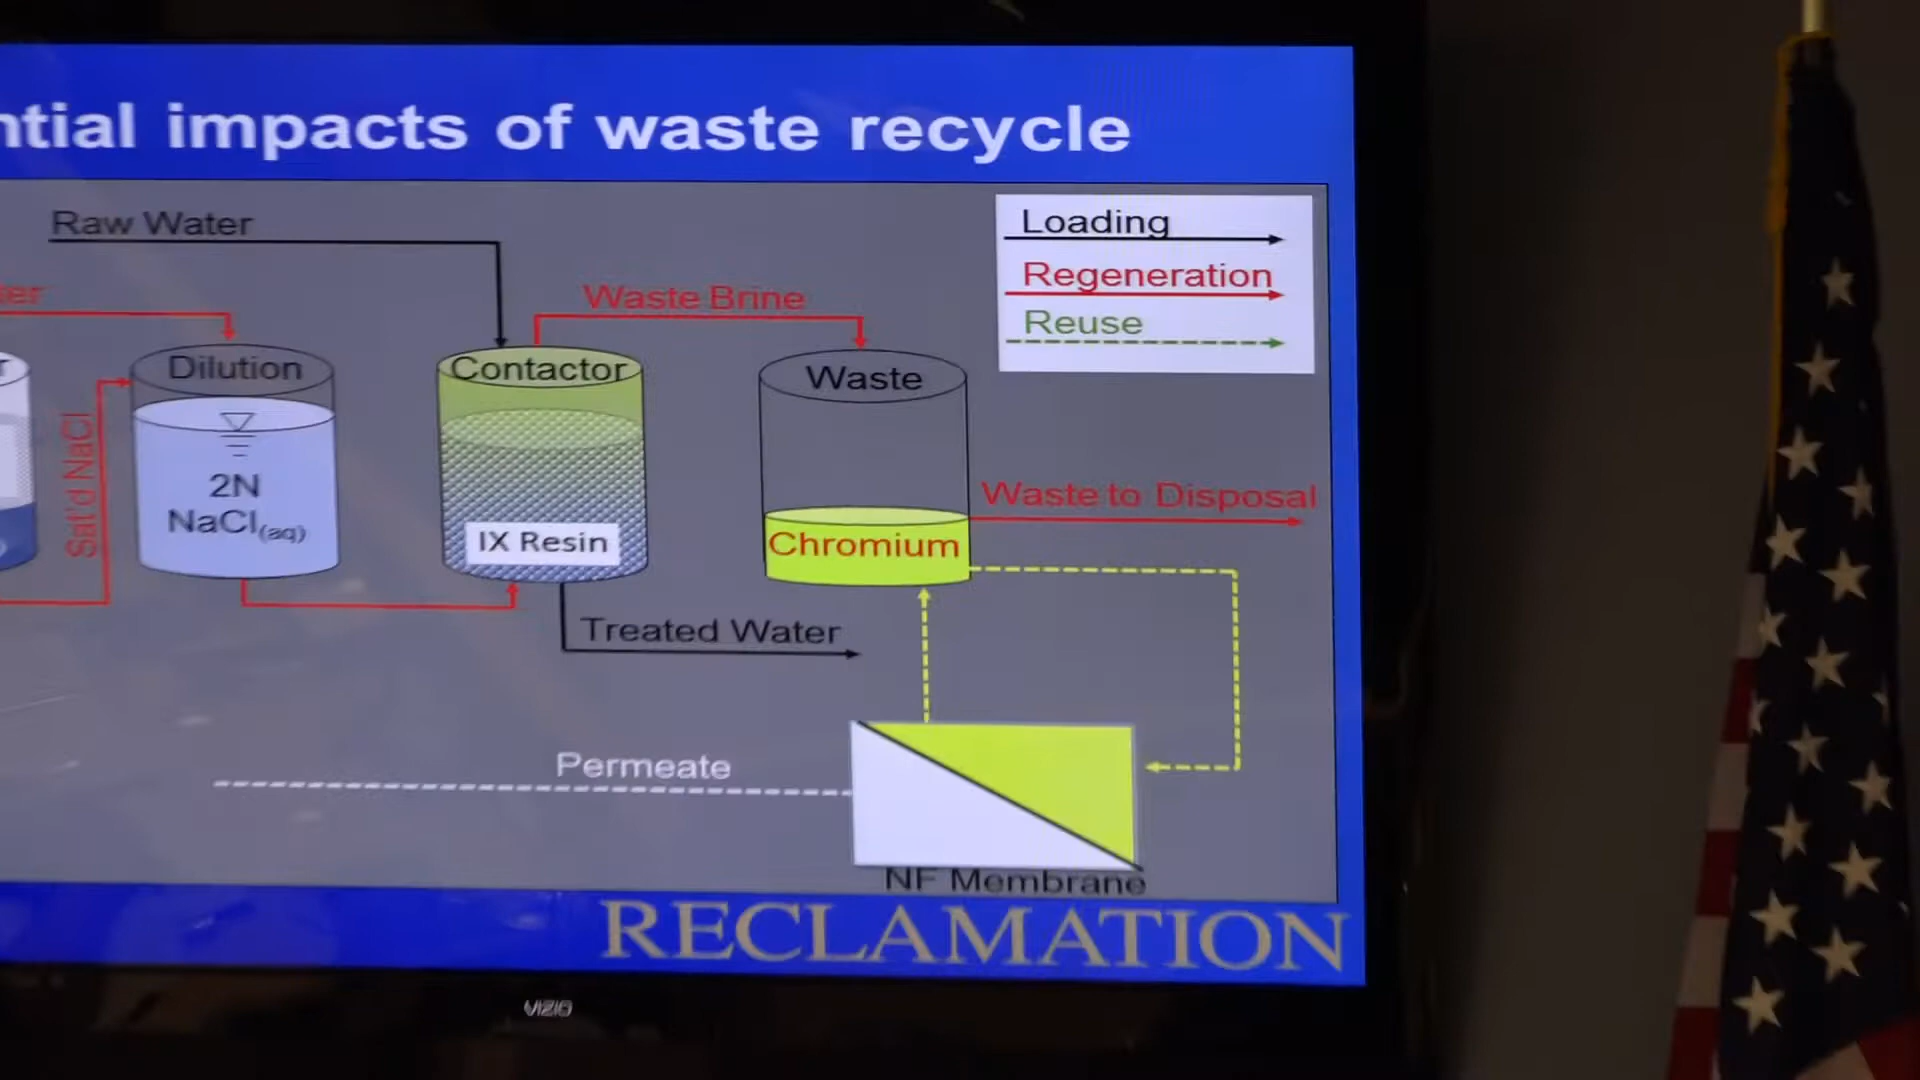 impacts of waste recycle
Raw Water
Loading
Regeneration
Reuse
Waste Brine
Dilution
Contactor
Waste
Sat'd NaCl
2N
NaCl(aq)
IX Resin
Chromium
Waste to Disposal
Treated Water
Permeate
NF Membrane
RECLAMATION
VIZIO